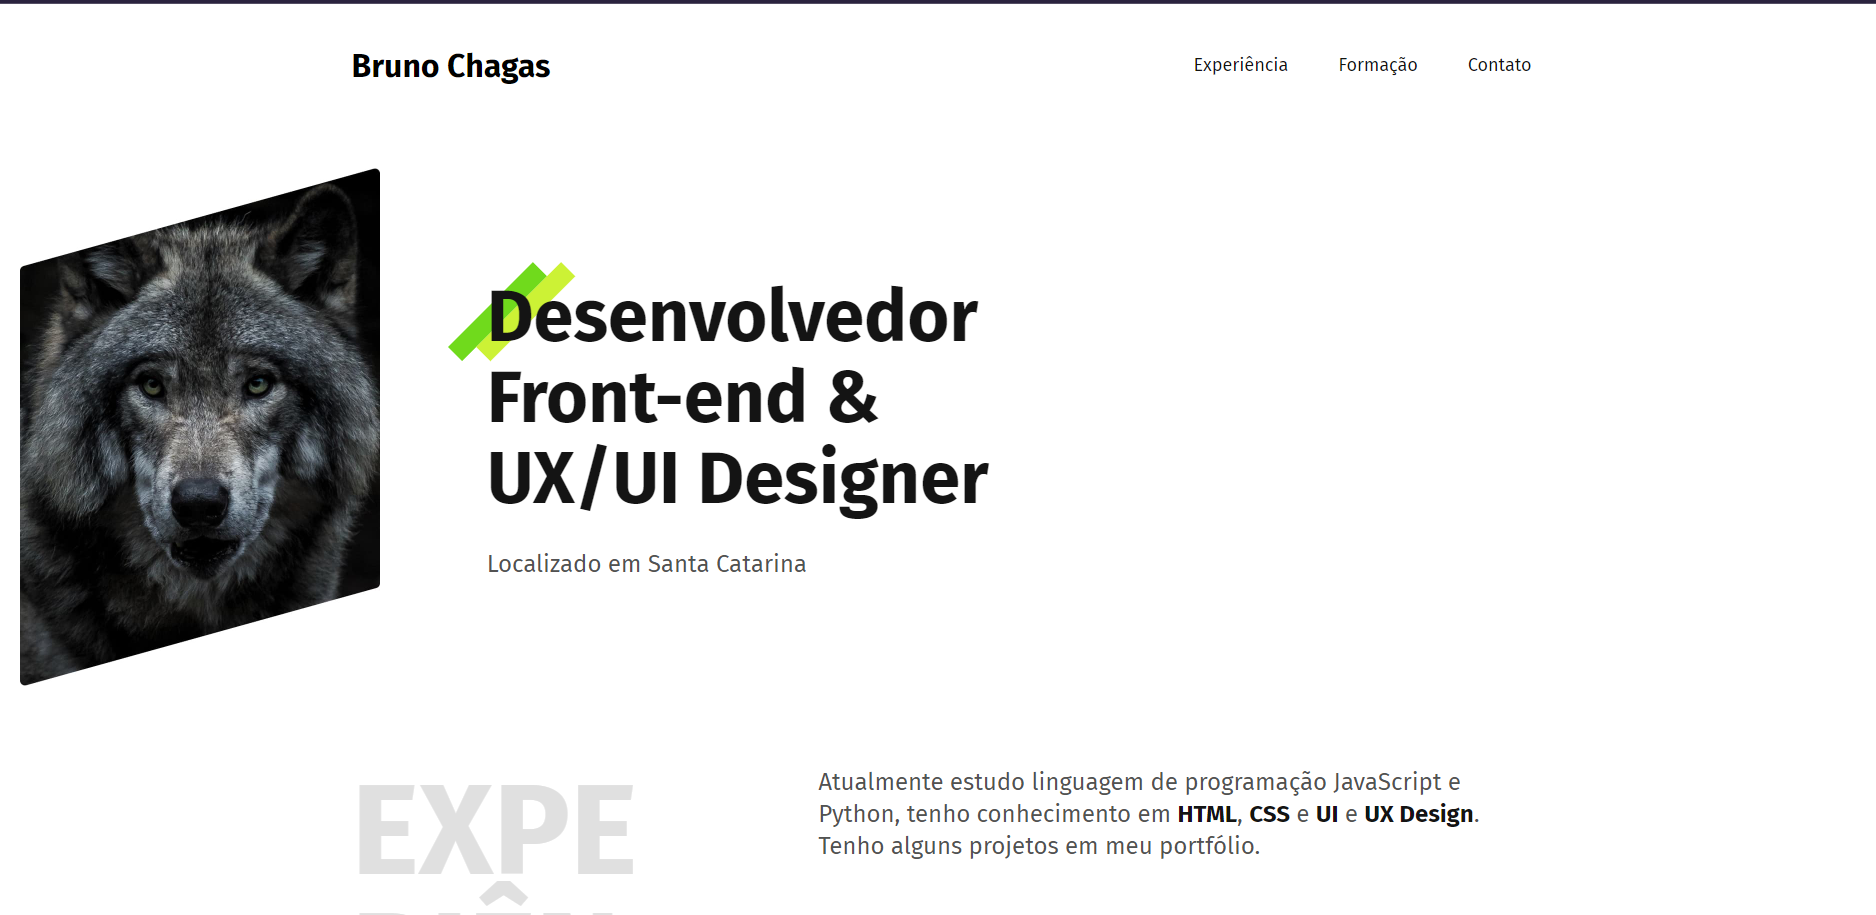 Bruno Chagas
Experiência
Formação
Contato
Desenvolvedor
Front-end &
UX/UI Designer
Localizado em Santa Catarina
EXPE
Atualmente estudo linguagem de programação JavaScript e
Python, tenho conhecimento em HTML, CSS e UI e UX Design.
Tenho alguns projetos em meu portfólio.